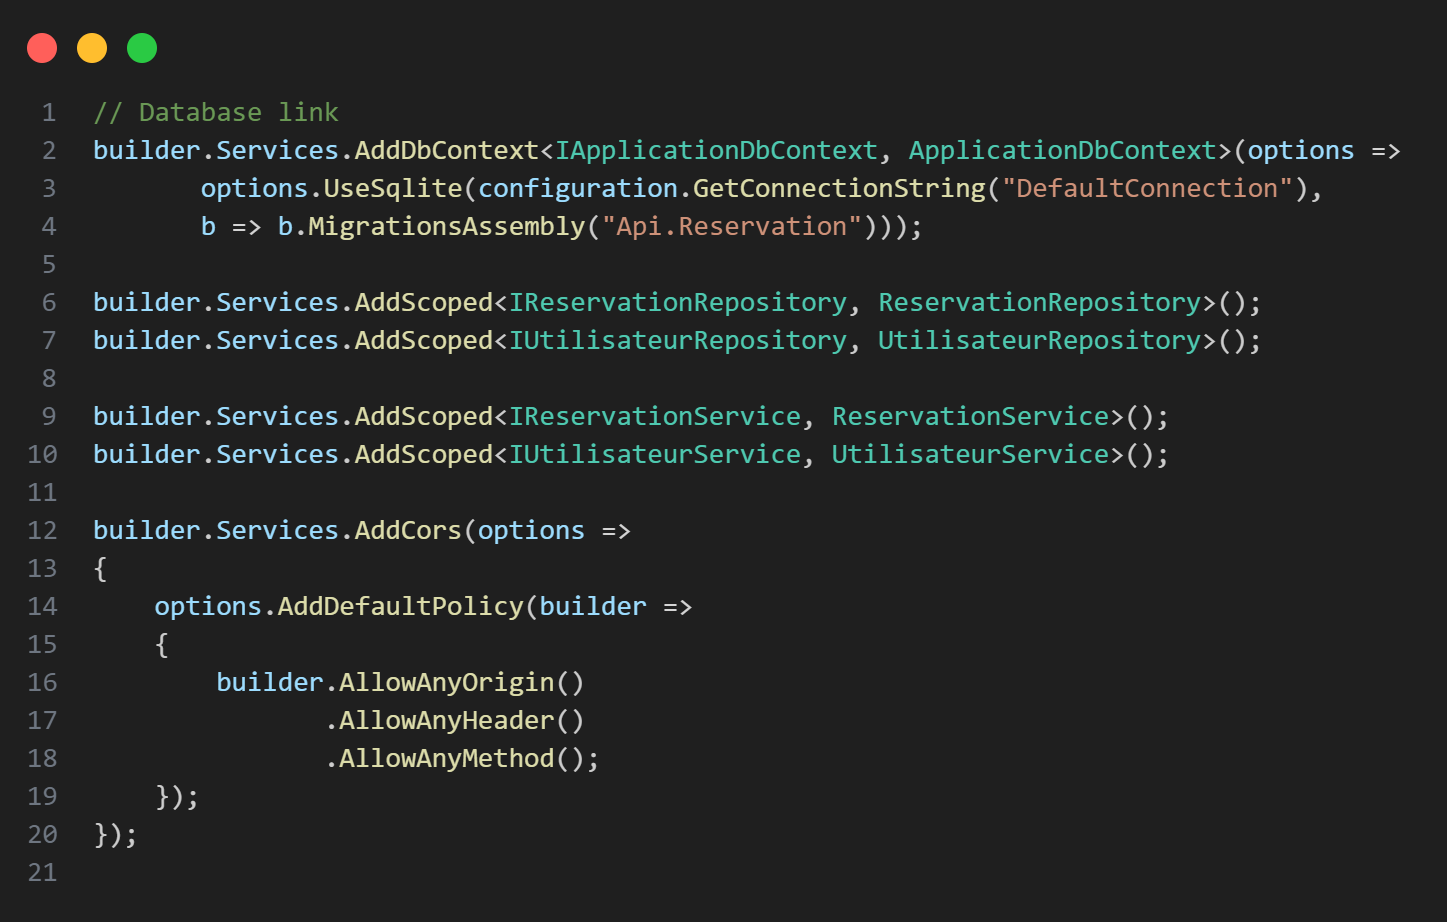 1 // Database link
2 builder.Services.AddDbContext<IApplicationDbContext, ApplicationDbContext>(options =>
3 options.UseSqlite(configuration.GetConnectionString("DefaultConnection"),
4 b => b.MigrationsAssembly("Api.Reservation")));
5
6 builder.Services.AddScoped<IReservationRepository, ReservationRepository>();
7 builder.Services.AddScoped<IUtilisateurRepository, UtilisateurRepository>();
8
9 builder.Services.AddScoped<IReservationService, ReservationService>();
10 builder.Services.AddScoped<IUtilisateurService, UtilisateurService>();
11
12 builder.Services.AddCors(options =>
13 {
14 options.AddDefaultPolicy(builder =>
15 {
16 builder.AllowAnyOrigin()
17 .AllowAnyHeader()
18 .AllowAnyMethod();
19 });
20 });
21